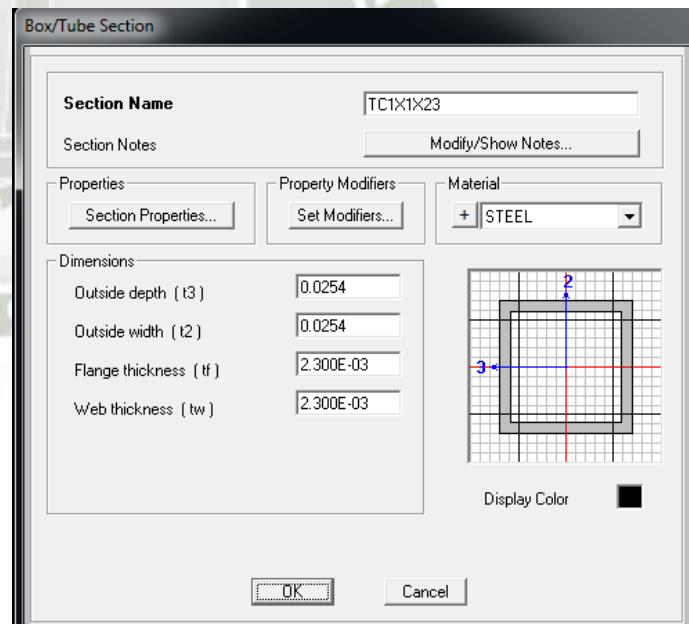 Box/Tube Section
Section Name TC1X1X23
Section Notes Modify/Show Notes...
Properties Property Modifiers Material
Section Properties... Set Modifiers... + STEEL
Dimensions
Outside depth ( t3 ) 0.0254
Outside width ( t2 ) 0.0254
Flange thickness ( tf ) 2.300E-03
Web thickness ( tw ) 2.300E-03
2
3
Display Color
OK Cancel